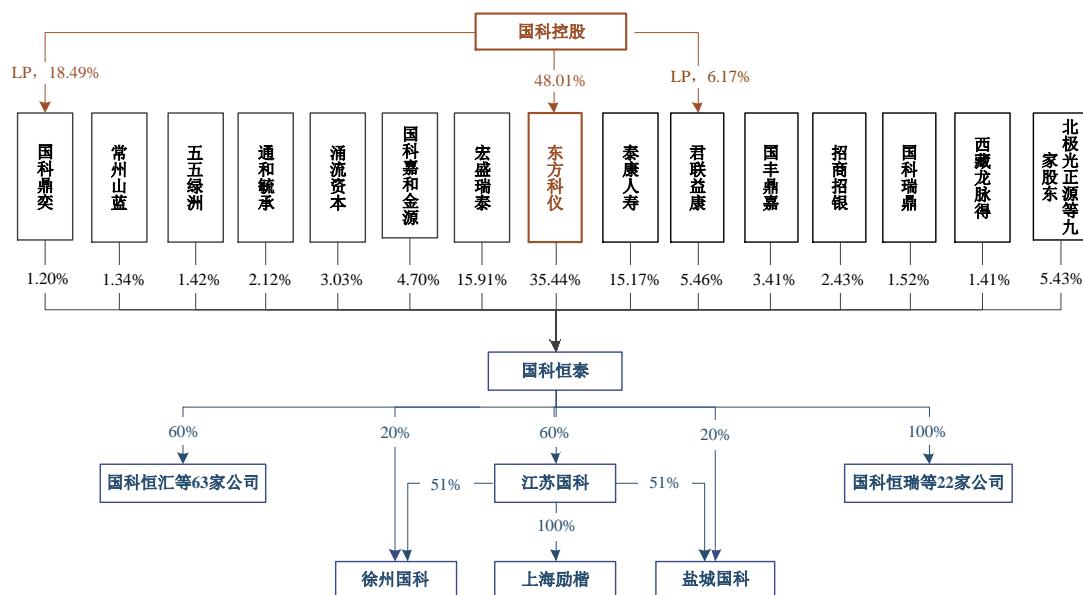 国科控股
LP，18.49%
48.01%
LP，6.17%
国科鼎奕
常州山蓝
五五绿洲
通和毓承
涌流资本
国科嘉和金源
宏盛瑞泰
东方科仪
泰康人寿
君联益康
国丰鼎嘉
招商招银
国科瑞鼎
西藏龙脉得
北极光正源等九
家股东
1.20%
1.34%
1.42%
2.12%
3.03%
4.70%
15.91%
35.44%
15.17%
5.46%
3.41%
2.43%
1.52%
1.41%
5.43%
国科恒泰
60%
20%
60%
20%
100%
国科恒汇等63家公司
51%
江苏国科
51%
国科恒瑞等22家公司
100%
徐州国科
上海励楷
盐城国科